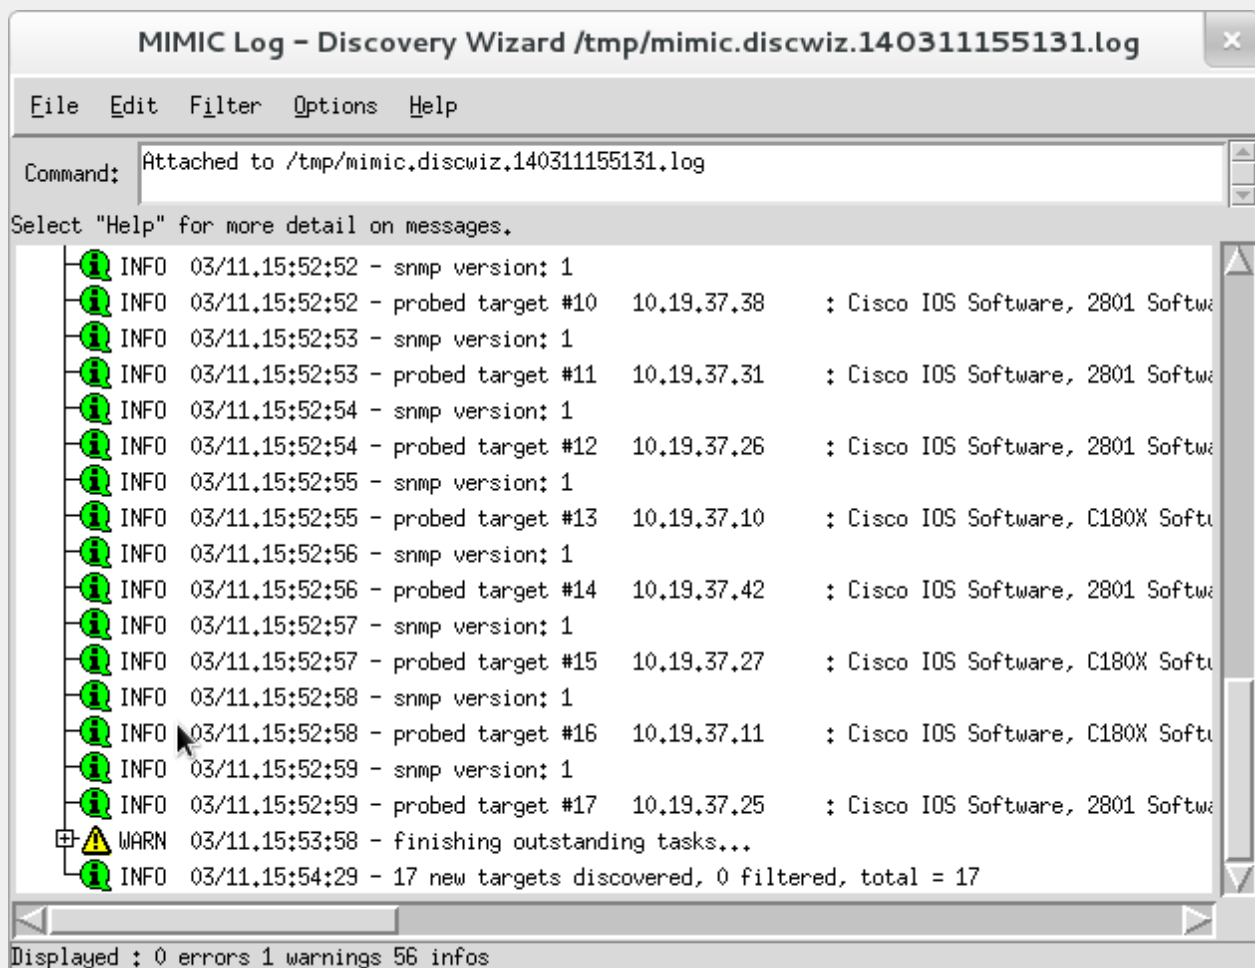 MIMIC Log - Discovery Wizard /tmp/mimic.discwiz.140311155131.log
File Edit Filter Options Help
Command: Attached to /tmp/mimic.discwiz.140311155131.log
Select "Help" for more detail on messages.
INFO 03/11.15:52:52 - snmp version: 1
INFO 03/11.15:52:52 - probed target #10 10.19.37.38 : Cisco IOS Software, 2801 Softwa
INFO 03/11.15:52:53 - snmp version: 1
INFO 03/11.15:52:53 - probed target #11 10.19.37.31 : Cisco IOS Software, 2801 Softwa
INFO 03/11.15:52:54 - snmp version: 1
INFO 03/11.15:52:54 - probed target #12 10.19.37.26 : Cisco IOS Software, 2801 Softwa
INFO 03/11.15:52:55 - snmp version: 1
INFO 03/11.15:52:55 - probed target #13 10.19.37.10 : Cisco IOS Software, C180X Softw
INFO 03/11.15:52:56 - snmp version: 1
INFO 03/11.15:52:56 - probed target #14 10.19.37.42 : Cisco IOS Software, 2801 Softwa
INFO 03/11.15:52:57 - snmp version: 1
INFO 03/11.15:52:57 - probed target #15 10.19.37.27 : Cisco IOS Software, C180X Softw
INFO 03/11.15:52:58 - snmp version: 1
INFO 03/11.15:52:58 - probed target #16 10.19.37.11 : Cisco IOS Software, C180X Softw
INFO 03/11.15:52:59 - snmp version: 1
INFO 03/11.15:52:59 - probed target #17 10.19.37.25 : Cisco IOS Software, 2801 Softwa
WARN 03/11.15:53:58 - finishing outstanding tasks...
INFO 03/11.15:54:29 - 17 new targets discovered, 0 filtered, total = 17
Displayed : 0 errors 1 warnings 56 infos